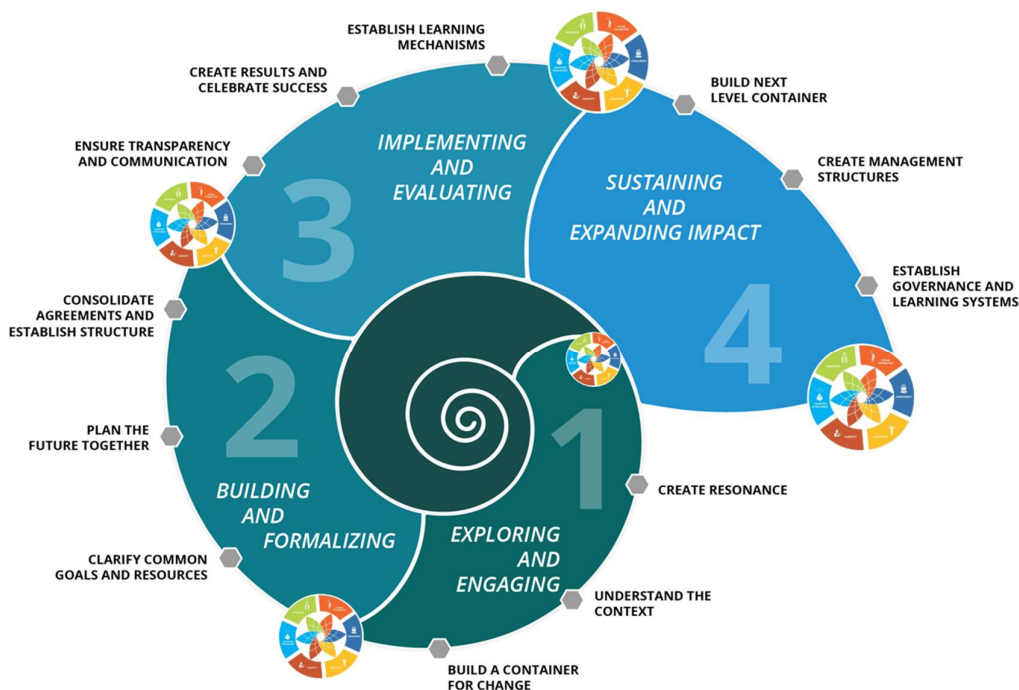 ESTABLISH LEARNING
MECHANISMS
CREATE RESULTS AND
CELEBRATE SUCCESS
ENSURE TRANSPARENCY
AND COMMUNICATION
3
IMPLEMENTING
AND
EVALUATING
BUILD NEXT
LEVEL CONTAINER
CREATE MANAGEMENT
STRUCTURES
ESTABLISH
GOVERNANCE AND
LEARNING SYSTEMS
SUSTAINING
AND
EXPANDING IMPACT
4
CONSOLIDATE
AGREEMENTS AND
ESTABLISH STRUCTURE
PLAN THE
FUTURE TOGETHER
CLARIFY COMMON
GOALS AND RESOURCES
2
BUILDING
AND
FORMALIZING
1
EXPLORING
AND
ENGAGING
CREATE RESONANCE
UNDERSTAND THE
CONTEXT
BUILD A CONTAINER
FOR CHANGE